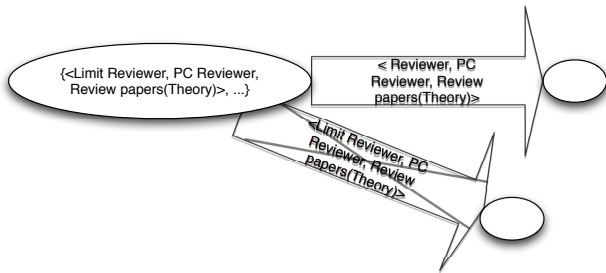 {<Limit Reviewer, PC Reviewer,
Review papers(Theory)>, ...}
< Reviewer, PC
Reviewer, Review
papers(Theory)>
<Limit Reviewer, PC
Reviewer, Review
papers(Theory)>